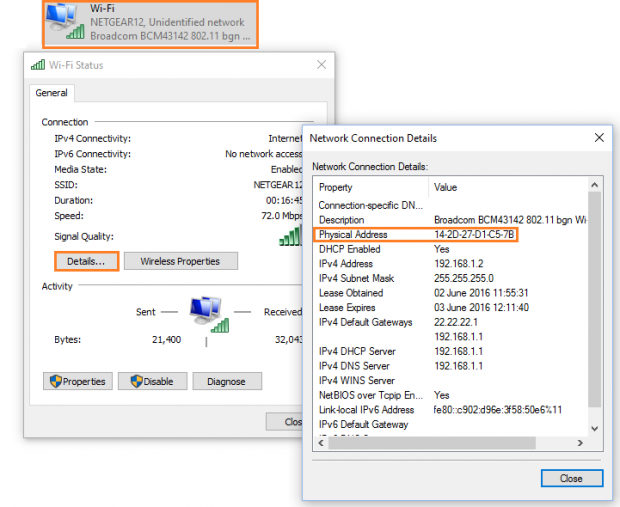 Wi-Fi
NETGEAR12, Unidentified network
Broadcom BCM43142 802.11 bgn ...
Wi-Fi Status
General
Connection
IPv4 Connectivity: Internet
IPv6 Connectivity: No network access
Media State: Enabled
SSID: NETGEAR12
Duration: 00:16:45
Speed: 72.0 Mbps
Signal Quality:
Details... Wireless Properties
Activity
Sent Received
Bytes: 21,400 32,043
Properties Disable Diagnose
Clos
Network Connection Details
Network Connection Details:
Property Value
Connection-specific DN...
Description Broadcom BCM43142 802.11 bgn Wi
Physical Address 14-2D-27-D1-C5-7B
DHCP Enabled Yes
IPv4 Address 192.168.1.2
IPv4 Subnet Mask 255.255.255.0
Lease Obtained 02 June 2016 11:55:31
Lease Expires 03 June 2016 12:11:40
IPv4 Default Gateways 22.22.22.1
192.168.1.1
IPv4 DHCP Server 192.168.1.1
IPv4 DNS Server 192.168.1.1
IPv4 WINS Server
NetBIOS over Tcpip En... Yes
Link-local IPv6 Address fe80::c902:d96e:3f58:50e6%11
IPv6 Default Gateway
Close